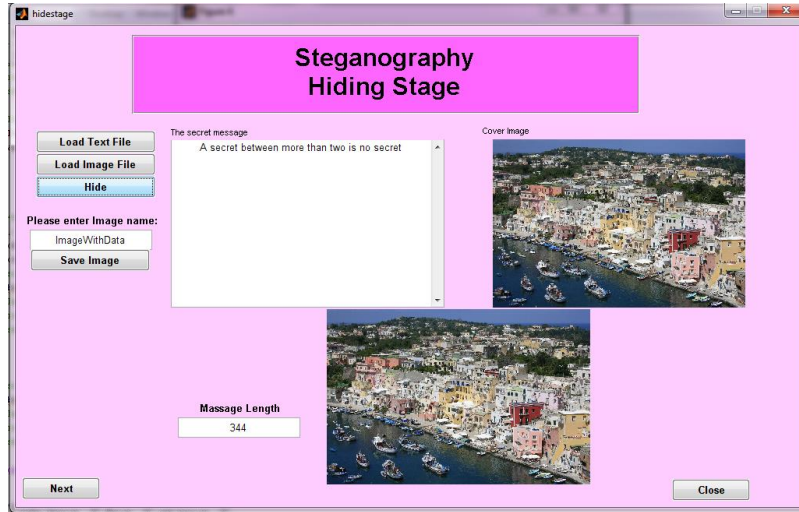 hidestage
Steganography
Hiding Stage
Load Text File
Load Image File
Hide
Please enter Image name:
ImageWithData
Save Image
The secret message
A secret between more than two is no secret
Cover Image
Massage Length
344
Next
Close